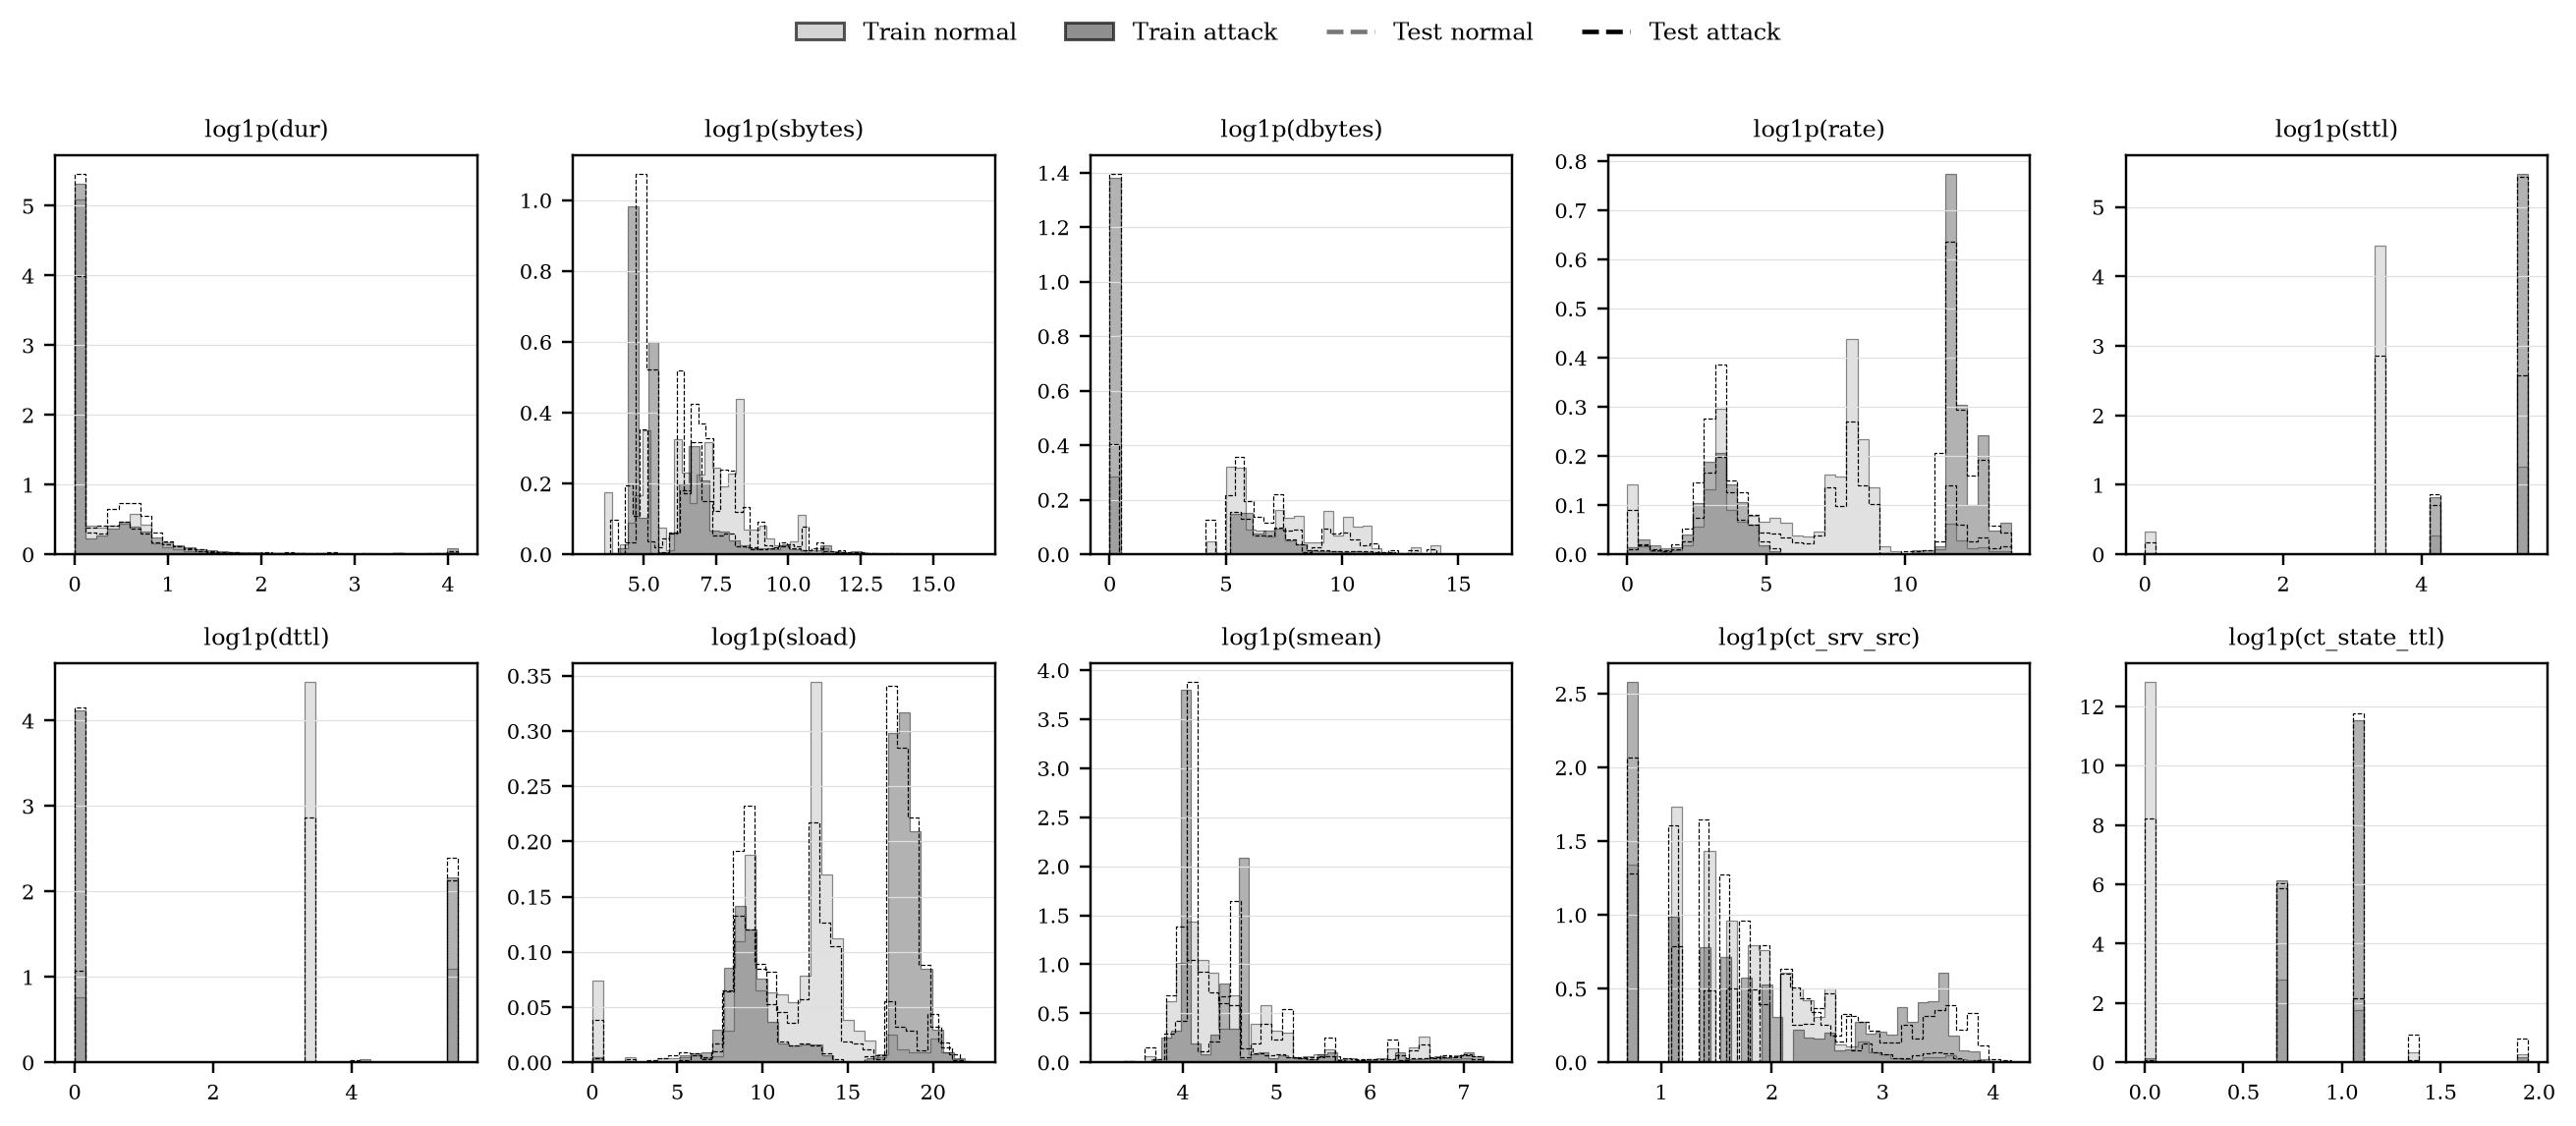 Train normal Train attack Test normal Test attack
log1p(dur) log1p(sbytes) log1p(dbytes) log1p(rate) log1p(sttl)
5 4 3 2 1 0
0 1 2 3 4
1.0 0.8 0.6 0.4 0.2 0.0
5.0 7.5 10.0 12.5 15.0
1.4 1.2 1.0 0.8 0.6 0.4 0.2 0.0
0 5 10 15
0.8 0.7 0.6 0.5 0.4 0.3 0.2 0.1 0.0
0 5 10
5 4 3 2 1 0
0 2 4
log1p(dttl) log1p(sload) log1p(smean) log1p(ct_srv_src) log1p(ct_state_ttl)
4 3 2 1 0
0 2 4
0.35 0.30 0.25 0.20 0.15 0.10 0.05 0.00
0 5 10 15 20
4.0 3.5 3.0 2.5 2.0 1.5 1.0 0.5 0.0
4 5 6 7
2.5 2.0 1.5 1.0 0.5 0.0
1 2 3 4
12 10 8 6 4 2 0
0.0 0.5 1.0 1.5 2.0